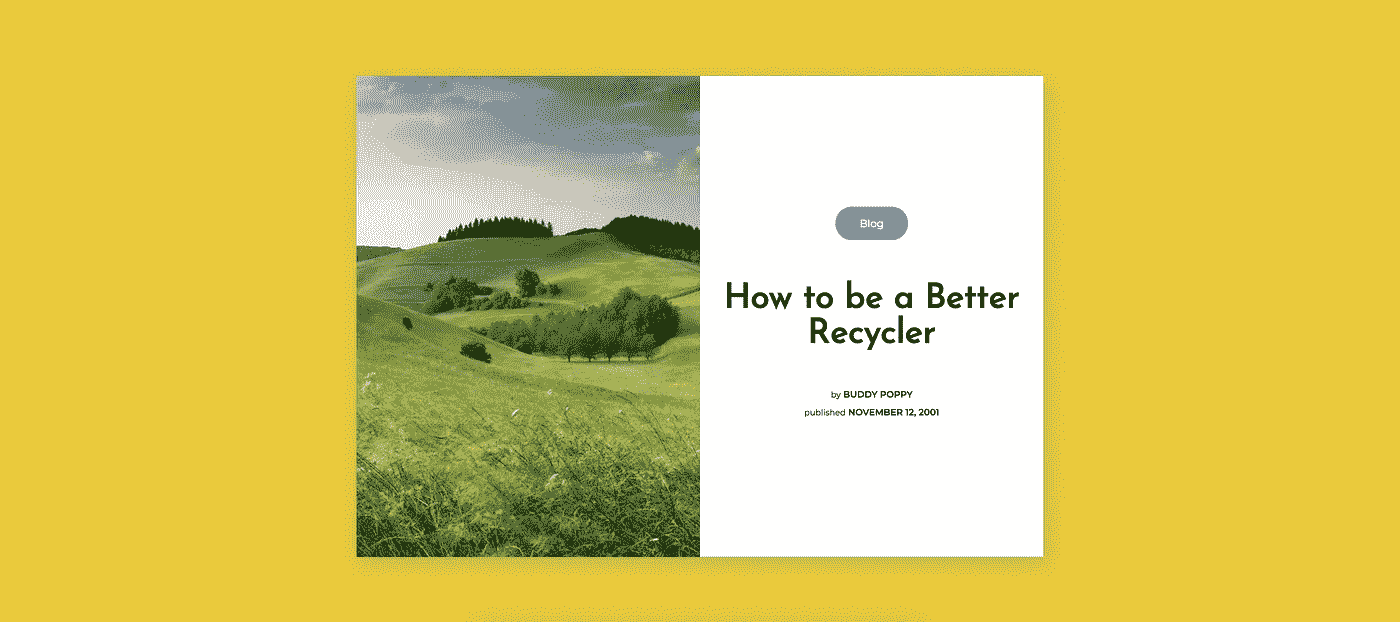 Blog
How to be a Better
Recycler
by BUDDY POPPY
published NOVEMBER 12, 2001